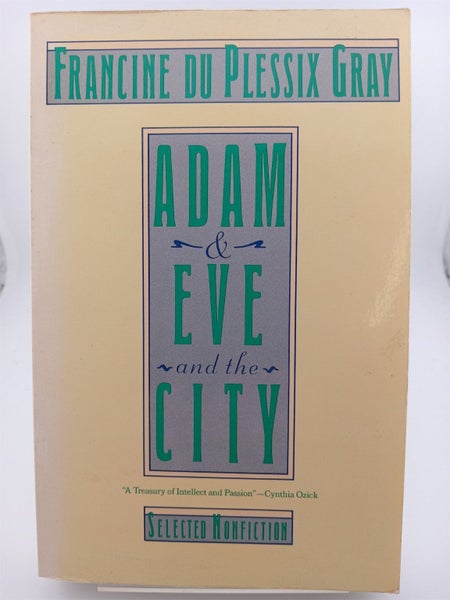 FRANCINE DU PLESSIX GRAY
ADAM
&
EVE
and the
CITY
"A Treasury of Intellect and Passion"—Cynthia Ozick
SELECTED NONFICTION